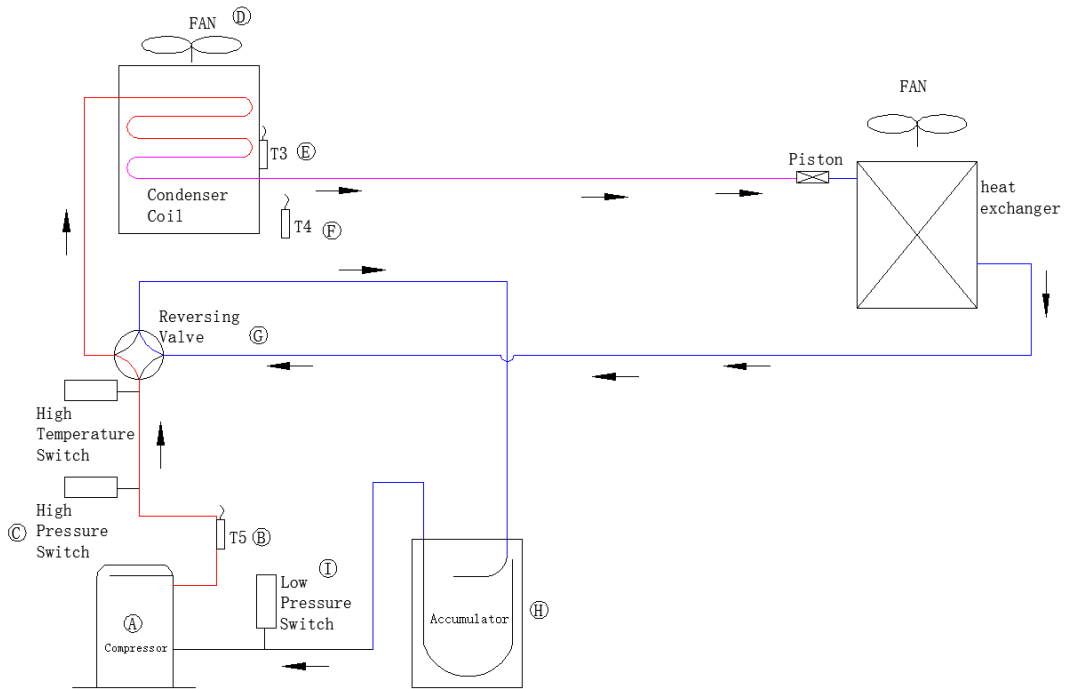 FAN Ⓓ
FAN
T3 Ⓔ
Piston
Condenser
Coil
heat
exchanger
T4 Ⓕ
Reversing
Valve Ⓖ
High
Temperature
Switch
High
Ⓒ Pressure
Switch
T5 Ⓑ
Ⓘ
Low
Pressure
Switch
Accumulator Ⓗ
Ⓐ
Compressor